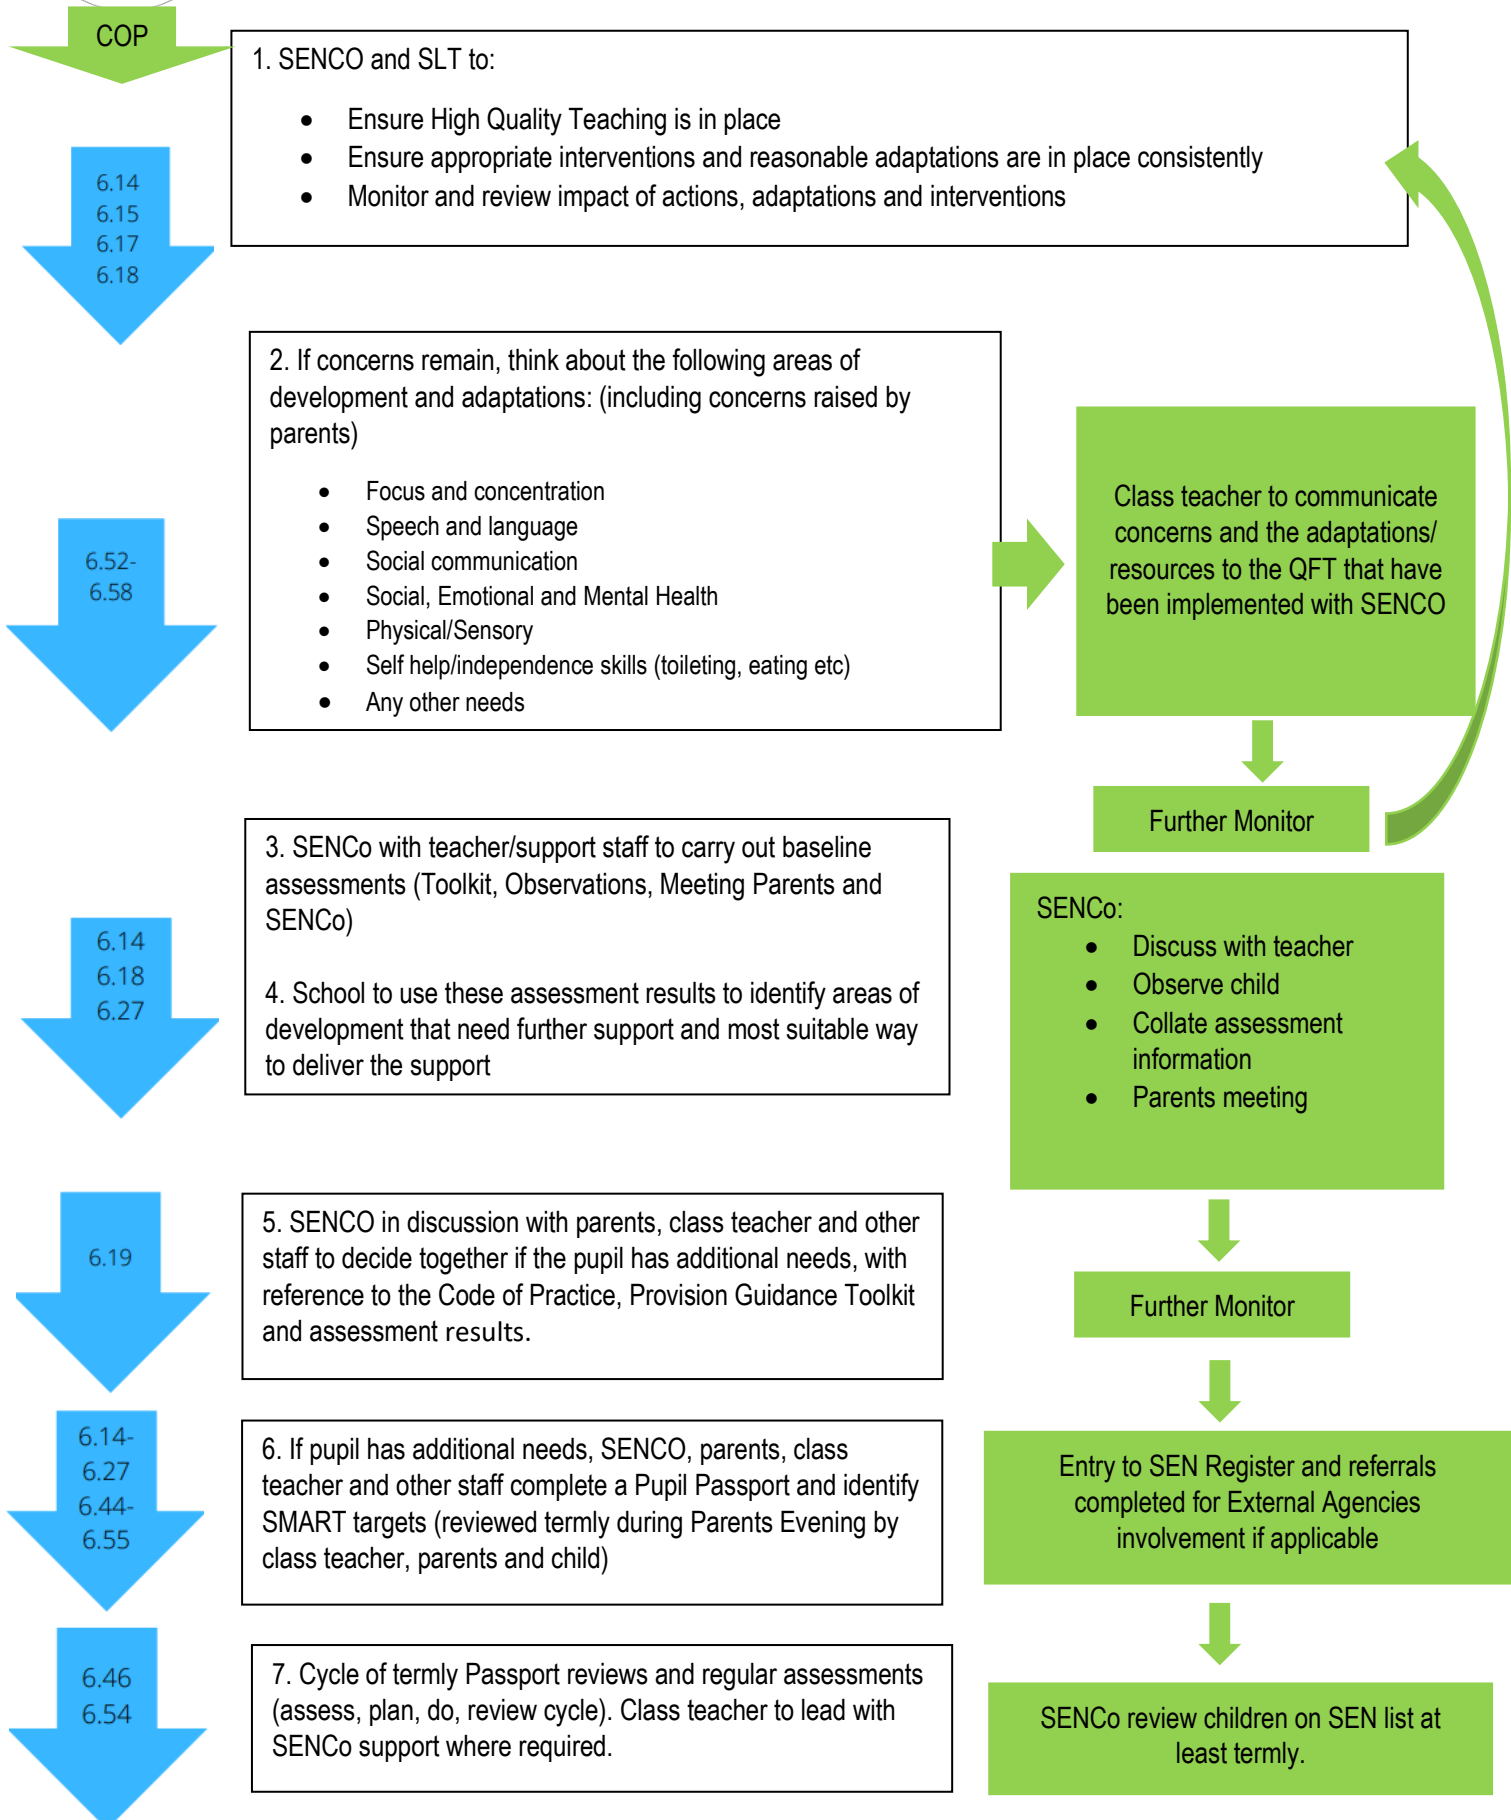 COP
1. SENCO and SLT to:
• Ensure High Quality Teaching is in place
• Ensure appropriate interventions and reasonable adaptations are in place consistently
• Monitor and review impact of actions, adaptations and interventions
6.14
6.15
6.17
6.18
2. If concerns remain, think about the following areas of
development and adaptations: (including concerns raised by
parents)
• Focus and concentration
• Speech and language
• Social communication
• Social, Emotional and Mental Health
• Physical/Sensory
• Self help/independence skills (toileting, eating etc)
• Any other needs
6.52-
6.58
Class teacher to communicate
concerns and the adaptations/
resources to the QFT that have
been implemented with SENCO
Further Monitor
3. SENCo with teacher/support staff to carry out baseline
assessments (Toolkit, Observations, Meeting Parents and
SENCo)
4. School to use these assessment results to identify areas of
development that need further support and most suitable way
to deliver the support
6.14
6.18
6.27
SENCo:
• Discuss with teacher
• Observe child
• Collate assessment
information
• Parents meeting
6.19
5. SENCO in discussion with parents, class teacher and other
staff to decide together if the pupil has additional needs, with
reference to the Code of Practice, Provision Guidance Toolkit
and assessment results.
Further Monitor
6.14-
6.27
6.44-
6.55
6. If pupil has additional needs, SENCO, parents, class
teacher and other staff complete a Pupil Passport and identify
SMART targets (reviewed termly during Parents Evening by
class teacher, parents and child)
Entry to SEN Register and referrals
completed for External Agencies
involvement if applicable
6.46
6.54
7. Cycle of termly Passport reviews and regular assessments
(assess, plan, do, review cycle). Class teacher to lead with
SENCo support where required.
SENCo review children on SEN list at
least termly.